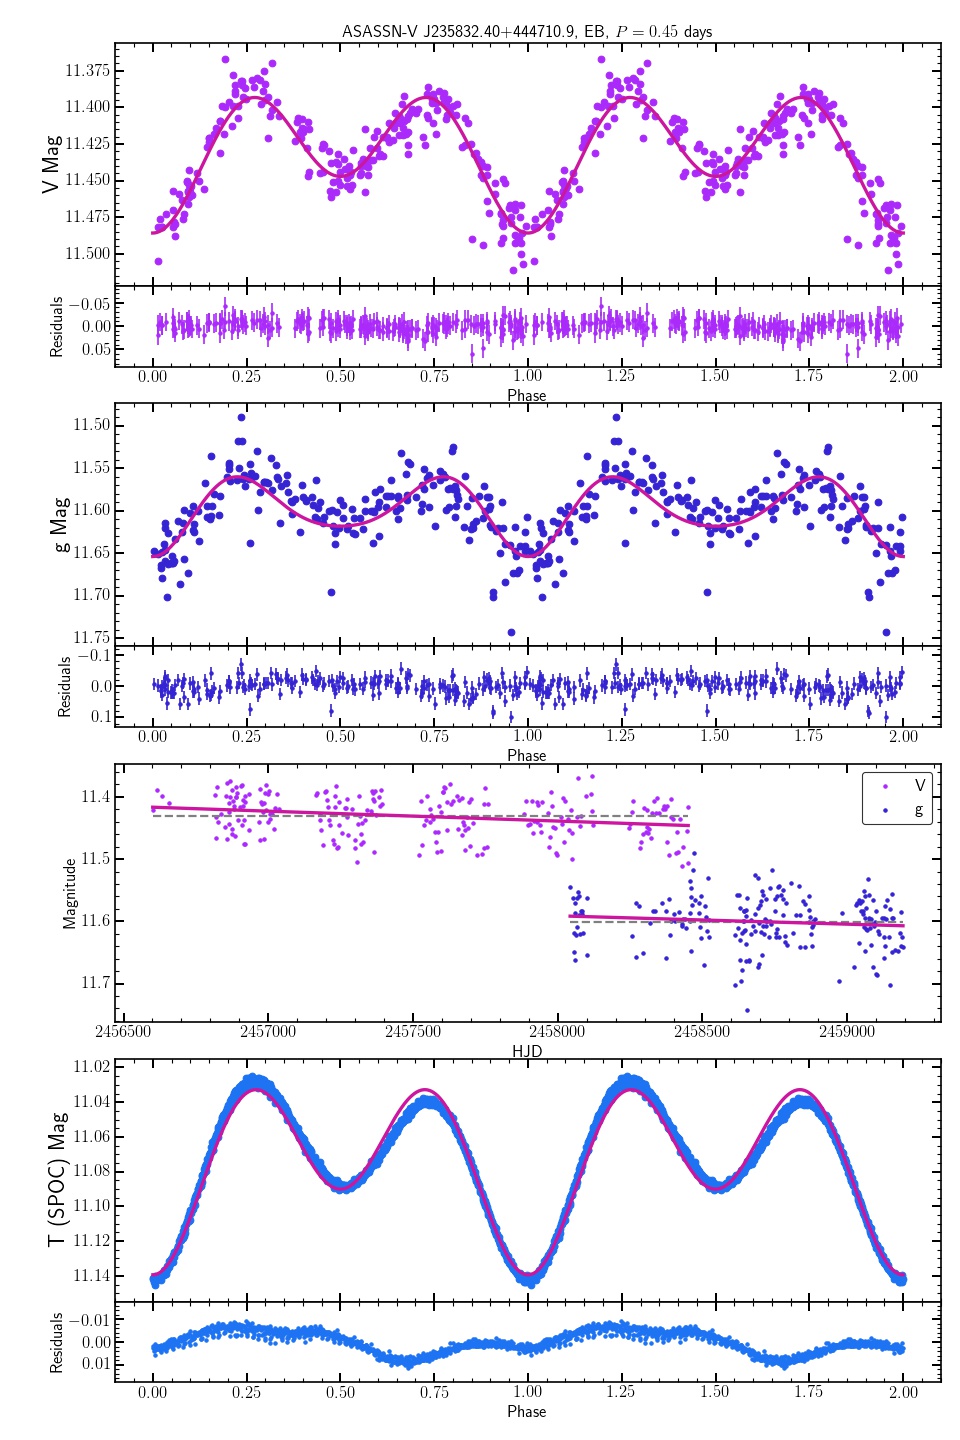 ASASSN-V J235832.40+444710.9, EB, P = 0.45 days
11.375
11.400
11.425
11.450
11.475
11.500
V Mag
−0.05
0.00
0.05
Residuals
0.00 0.25 0.50 0.75 1.00 1.25 1.50 1.75 2.00
Phase
11.50
11.55
11.60
11.65
11.70
11.75
g Mag
−0.1
0.0
0.1
Residuals
0.00 0.25 0.50 0.75 1.00 1.25 1.50 1.75 2.00
Phase
11.4
11.5
11.6
11.7
Magnitude
V
g
2456500 2457000 2457500 2458000 2458500 2459000
HJD
11.02
11.04
11.06
11.08
11.10
11.12
11.14
T (SPOC) Mag
−0.01
0.00
0.01
Residuals
0.00 0.25 0.50 0.75 1.00 1.25 1.50 1.75 2.00
Phase